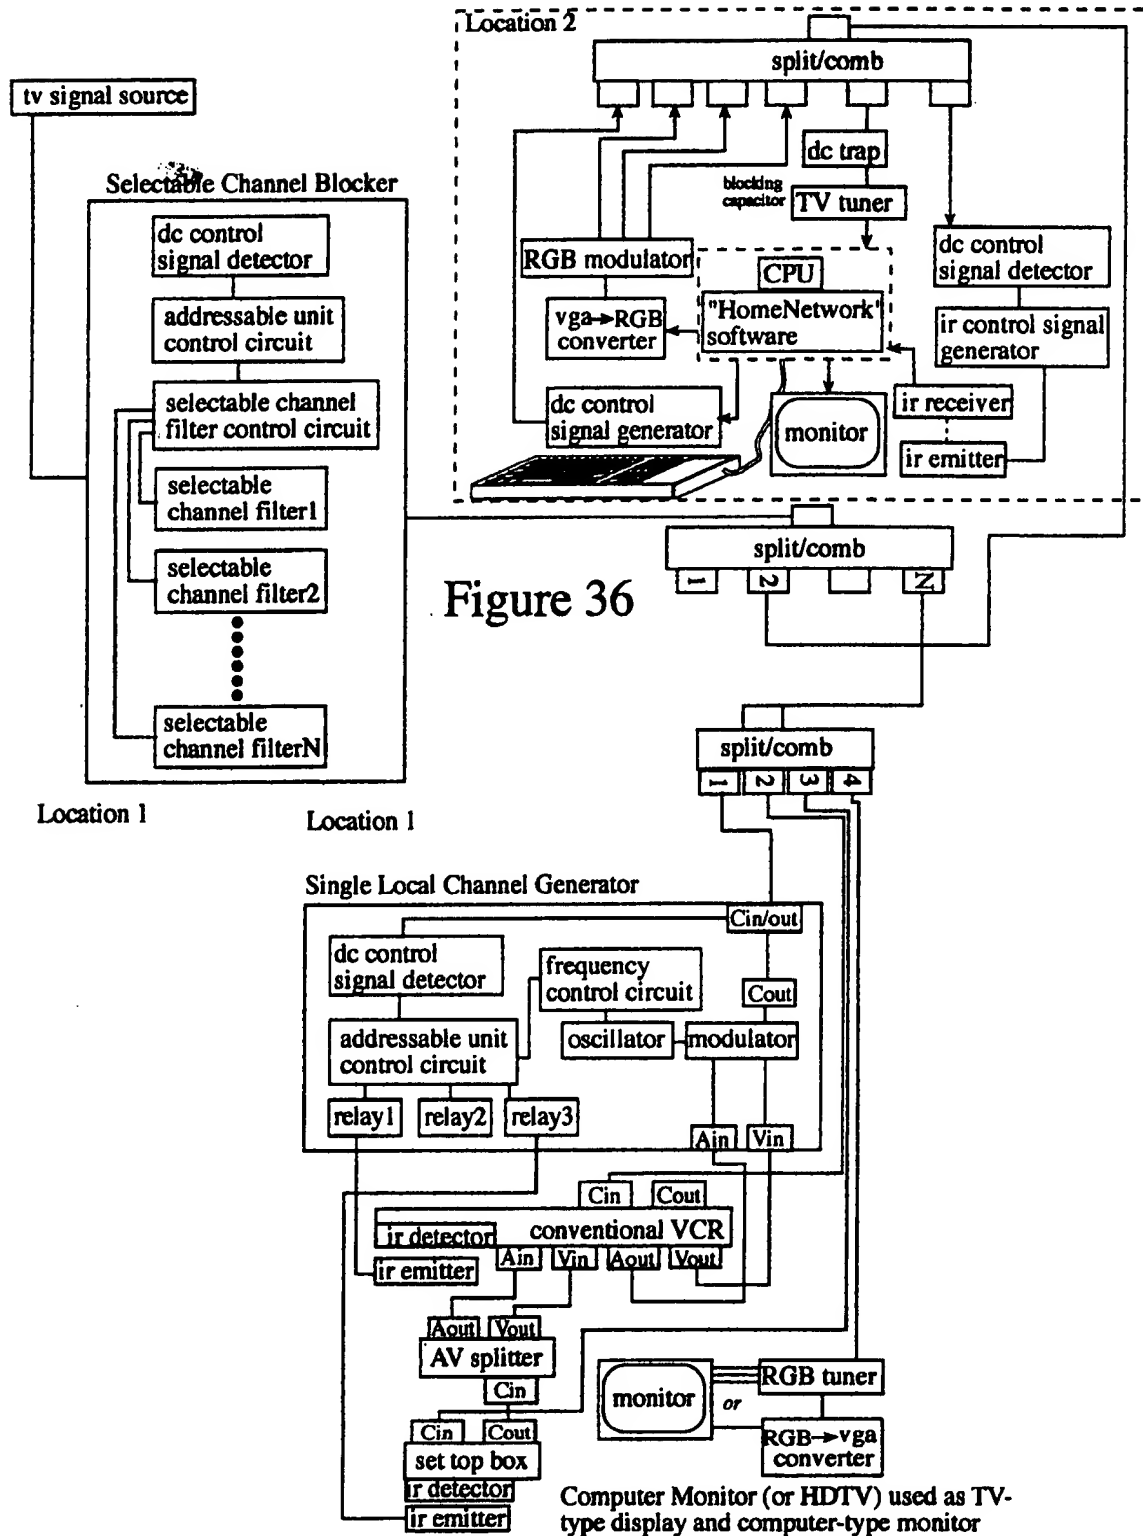 Location 2
split/comb
tv signal source
dc trap
blocking
capacitor
TV tuner
Selectable Channel Blocker
dc control
signal detector
addressable unit
control circuit
selectable channel
filter control circuit
selectable
channel filter1
selectable
channel filter2
selectable
channel filterN
Location 1
RGB modulator
CPU
"HomeNetwork"
software
vga→RGB
converter
dc control
signal detector
ir control signal
generator
dc control
signal generator
monitor
ir receiver
ir emitter
split/comb
1
2
N
Figure 36
split/comb
1
2
3
4
Location 1
Single Local Channel Generator
Cin/out
dc control
signal detector
frequency
control circuit
Cout
addressable unit
control circuit
oscillator
modulator
relay1
relay2
relay3
Ain
Vin
Cin
Cout
conventional VCR
ir detector
ir emitter
Ain
Vin
Aout
Vout
Aout
Vout
AV splitter
Cin
Cin
Cout
set top box
ir detector
ir emitter
monitor
or
RGB tuner
RGB→vga
converter
Computer Monitor (or HDTV) used as TV-
type display and computer-type monitor